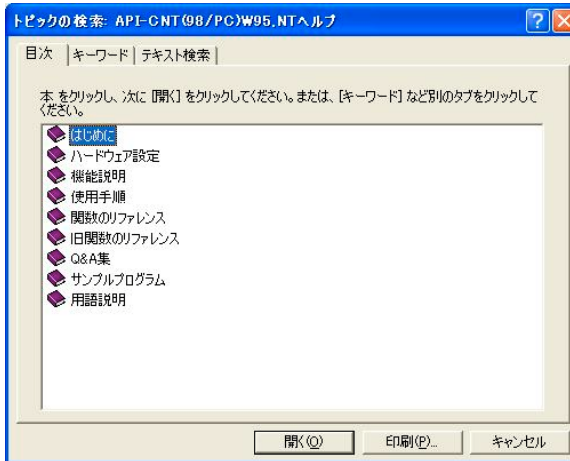 トピックの検索: API-CNT(98/PC)W95,NTヘルプ
目次
キーワード
テキスト検索
本 をクリックし、次に [開く] をクリックしてください。または、[キーワード] など別のタブをクリックして
ください。
はじめに
ハードウェア設定
機能説明
使用手順
関数のリファレンス
旧関数のリファレンス
Q&A集
サンプルプログラム
用語説明
開く(O)
印刷(P)...
キャンセル